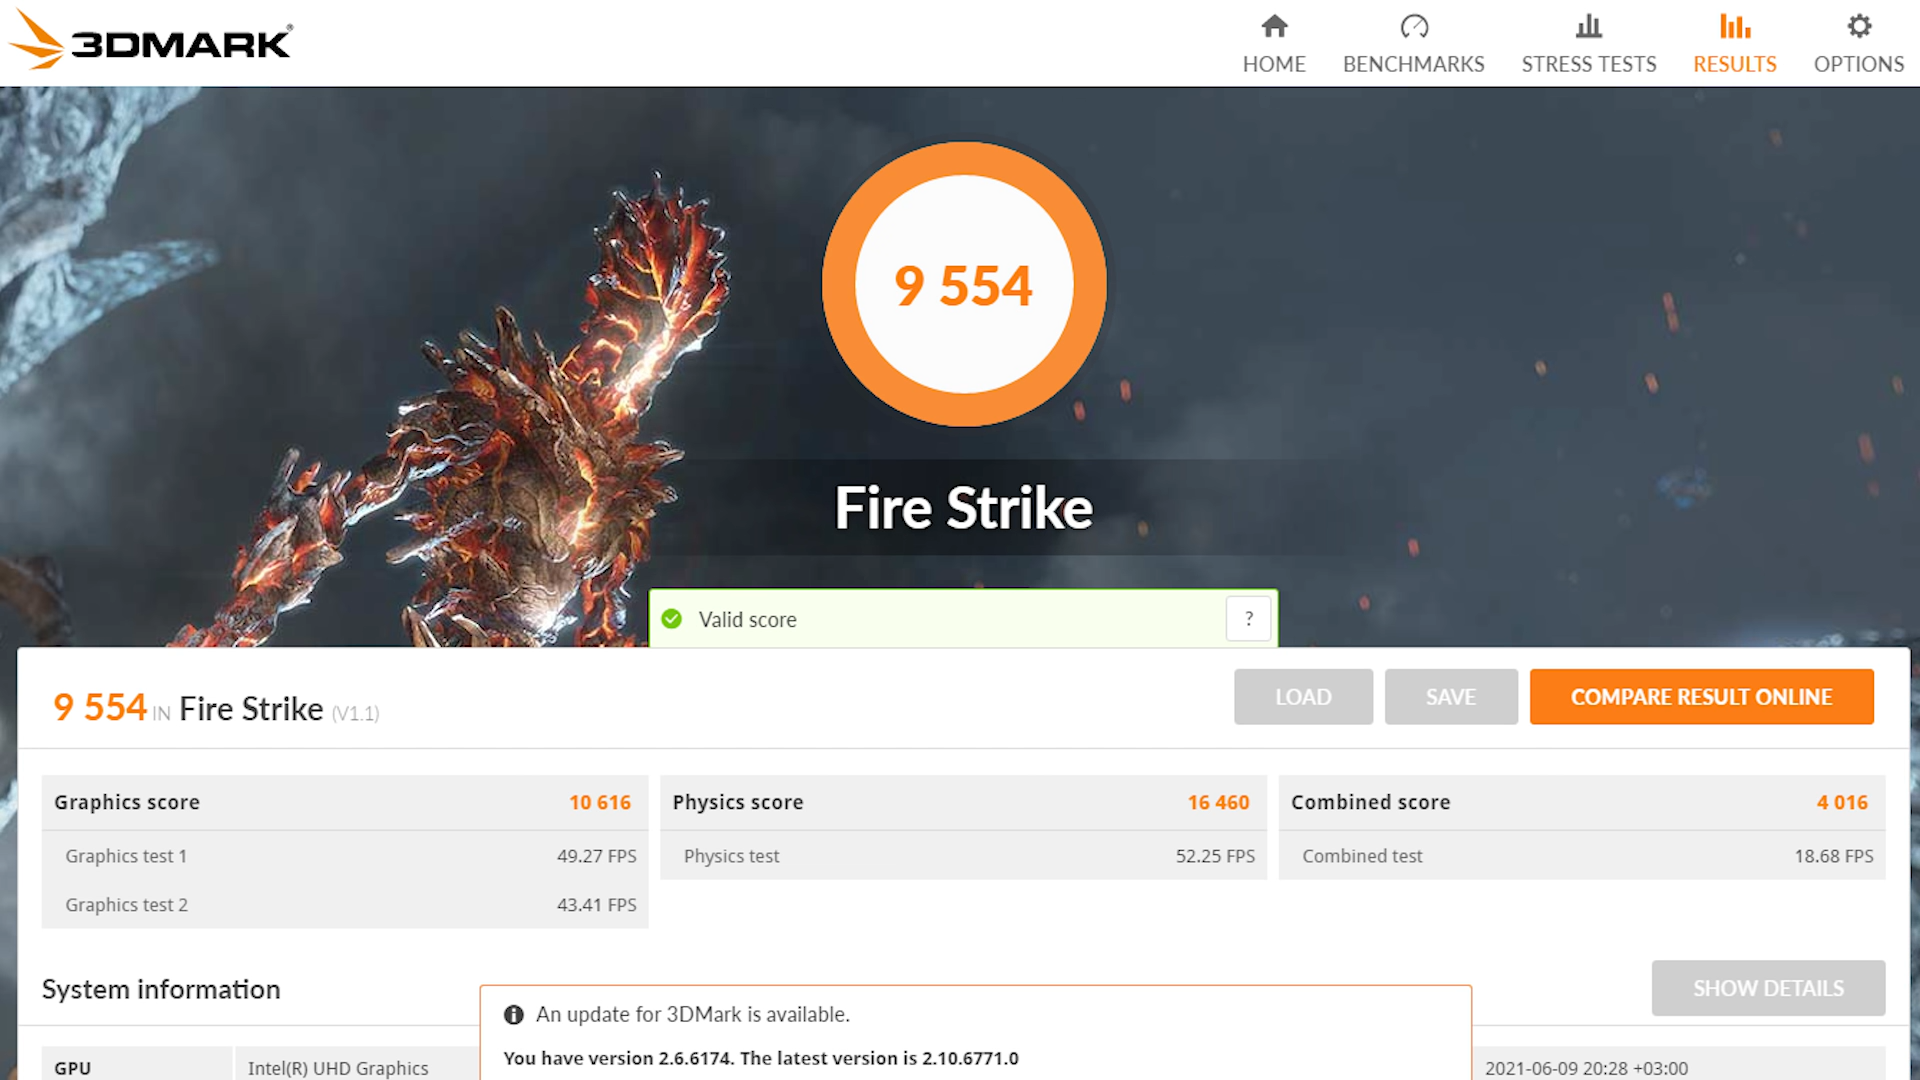 3DMARK®
HOME
BENCHMARKS
STRESS TESTS
RESULTS
OPTIONS
9 554
Fire Strike
Valid score
?
9 554 IN Fire Strike (V1.1)
LOAD
SAVE
COMPARE RESULT ONLINE
Graphics score 10 616
Graphics test 1 49.27 FPS
Graphics test 2 43.41 FPS
Physics score 16 460
Physics test 52.25 FPS
Combined score 4 016
Combined test 18.68 FPS
System information
SHOW DETAILS
An update for 3DMark is available.
You have version 2.6.6174. The latest version is 2.10.6771.0
GPU Intel(R) UHD Graphics
2021-06-09 20:28 +03:00